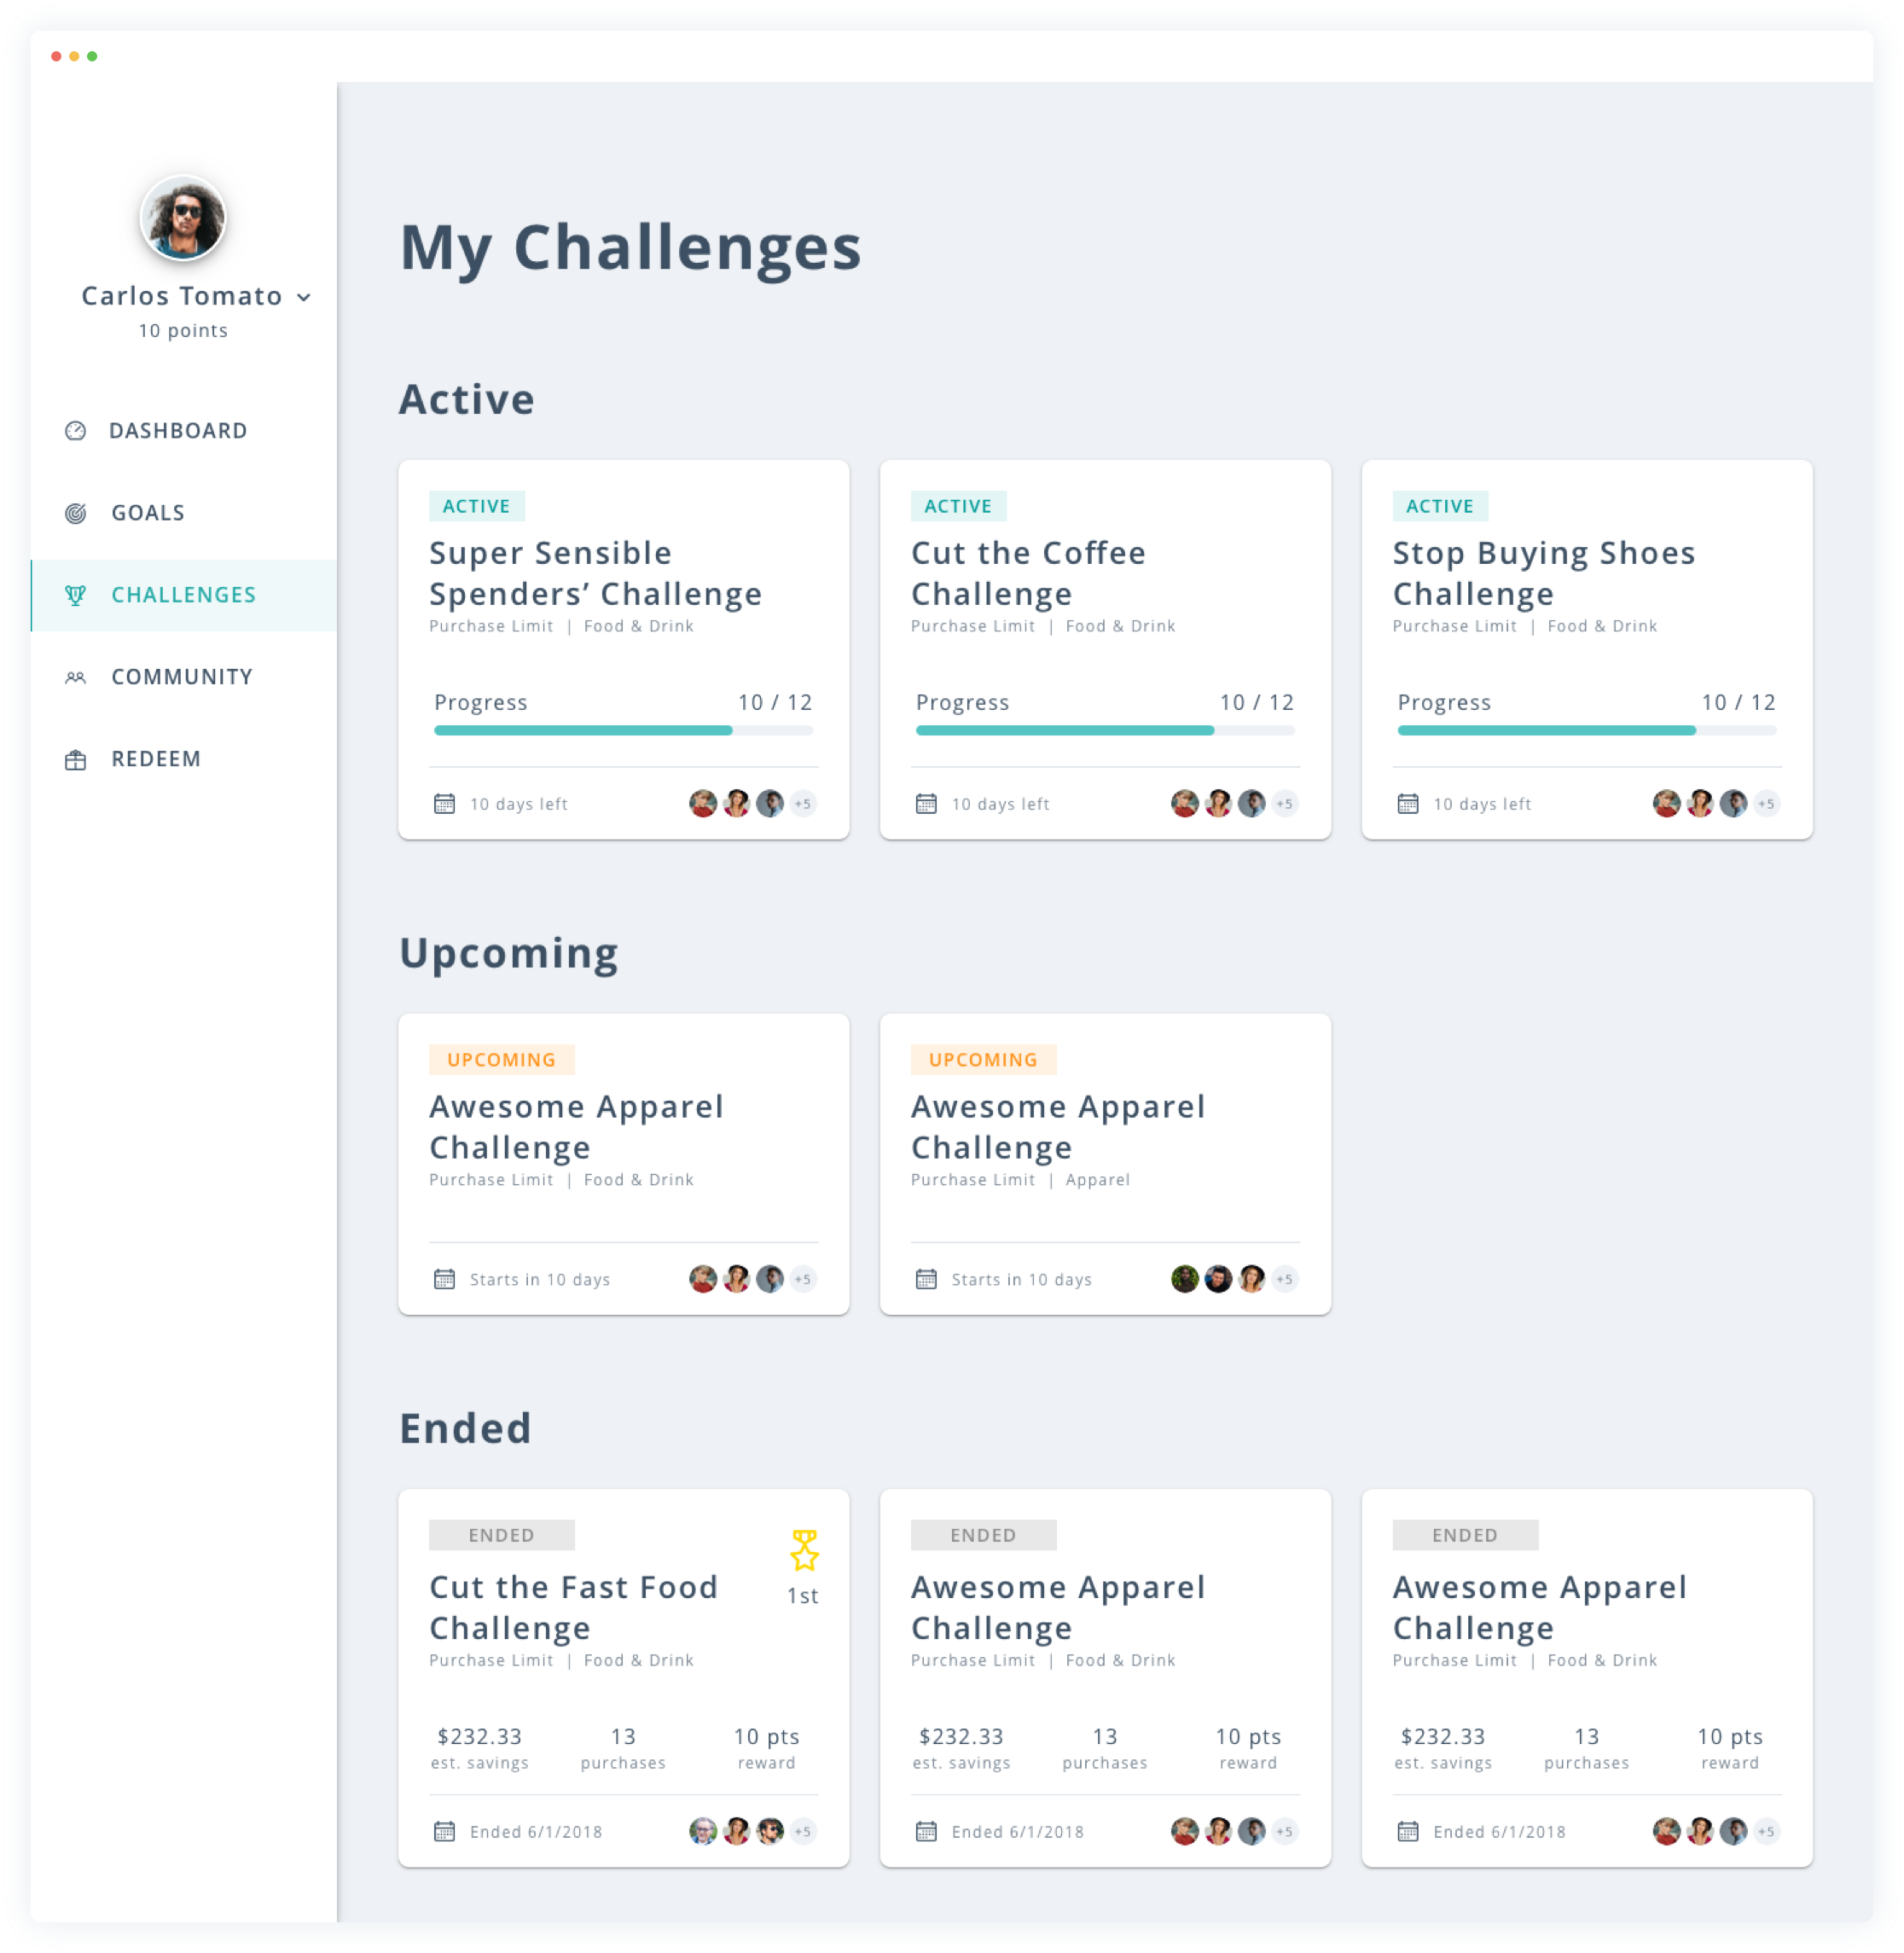 Carlos Tomato
10 points
DASHBOARD
GOALS
CHALLENGES
COMMUNITY
REDEEM
My Challenges
Active
ACTIVE
Super Sensible
Spenders’ Challenge
Purchase Limit | Food & Drink
Progress 10 / 12
10 days left +5
ACTIVE
Cut the Coffee
Challenge
Purchase Limit | Food & Drink
Progress 10 / 12
10 days left +5
ACTIVE
Stop Buying Shoes
Challenge
Purchase Limit | Food & Drink
Progress 10 / 12
10 days left +5
Upcoming
UPCOMING
Awesome Apparel
Challenge
Purchase Limit | Food & Drink
Starts in 10 days +5
UPCOMING
Awesome Apparel
Challenge
Purchase Limit | Apparel
Starts in 10 days +5
Ended
ENDED
1st
Cut the Fast Food
Challenge
Purchase Limit | Food & Drink
$232.33 13 10 pts
est. savings purchases reward
Ended 6/1/2018 +5
ENDED
Awesome Apparel
Challenge
Purchase Limit | Food & Drink
$232.33 13 10 pts
est. savings purchases reward
Ended 6/1/2018 +5
ENDED
Awesome Apparel
Challenge
Purchase Limit | Food & Drink
$232.33 13 10 pts
est. savings purchases reward
Ended 6/1/2018 +5